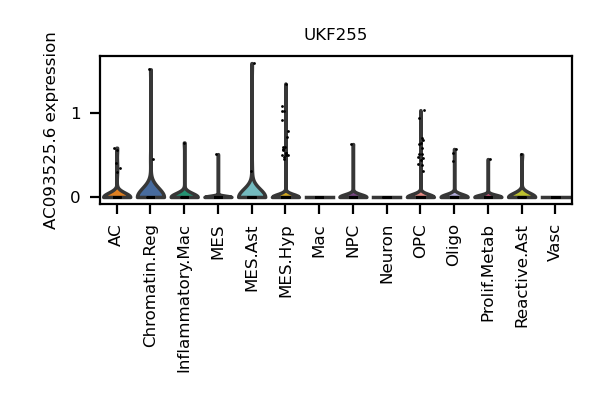 UKF255
AC093525.6 expression
1
0
AC
Chromatin.Reg
Inflammatory.Mac
MES
MES.Ast
MES.Hyp
Mac
NPC
Neuron
OPC
Oligo
Prolif.Metab
Reactive.Ast
Vasc